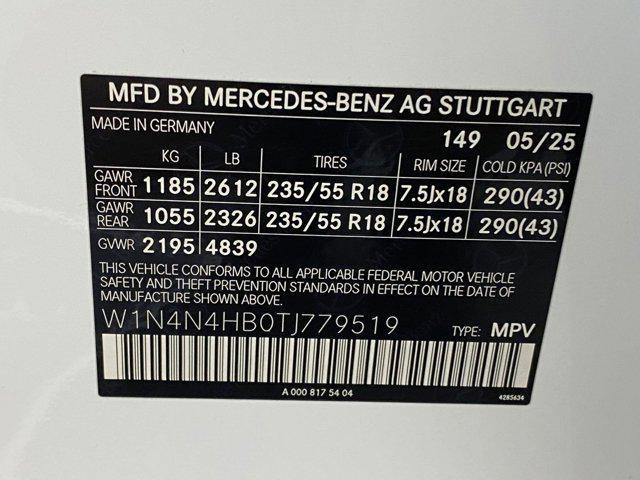 MFD BY MERCEDES-BENZ AG STUTTGART
MADE IN GERMANY 149 05/25
KG LB TIRES RIM SIZE COLD KPA(PSI)
GAWR FRONT 1185 2612 235/55 R18 7.5Jx18 290(43)
GAWR REAR 1055 2326 235/55 R18 7.5Jx18 290(43)
GVWR 2195 4839
THIS VEHICLE CONFORMS TO ALL APPLICABLE FEDERAL MOTOR VEHICLE
SAFETY AND THEFT PREVENTION STANDARDS IN EFFECT ON THE DATE OF
MANUFACTURE SHOWN ABOVE.
W1N4N4HB0TJ779519 TYPE: MPV
A 000 817 54 04 4285634